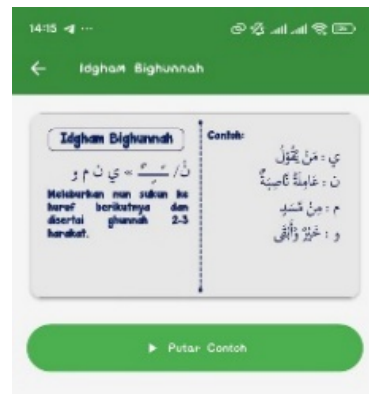 14:15
Idgham Bighunnah
Idgham Bighunnah
نْ/ ـًـٍـٌ » ي ن م و
Meleburkan nun sukun ke
huruf berikutnya dan
disertai ghunnah 2-3
harakat.
Contoh:
ي : مَنْ يَّقُوْلُ
ن : عَامِلَةٌ نَّاصِبَةٌ
م : مِنْ مَّسَدٍ
و : خَيْرٌ وَّأَبْقَى
Putar Contoh